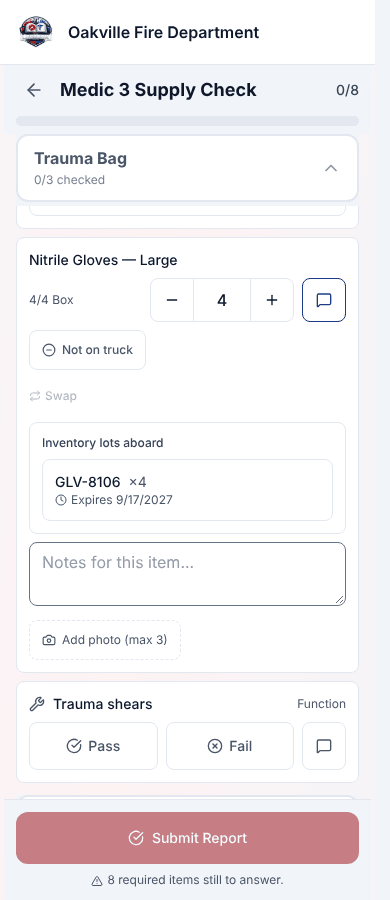 Oakville Fire Department
Medic 3 Supply Check
0/8
Trauma Bag
0/3 checked
Nitrile Gloves — Large
4/4 Box
4
Not on truck
Swap
Inventory lots aboard
GLV-8106 ×4
Expires 9/17/2027
Notes for this item...
Add photo (max 3)
Trauma shears
Function
Pass
Fail
Submit Report
8 required items still to answer.